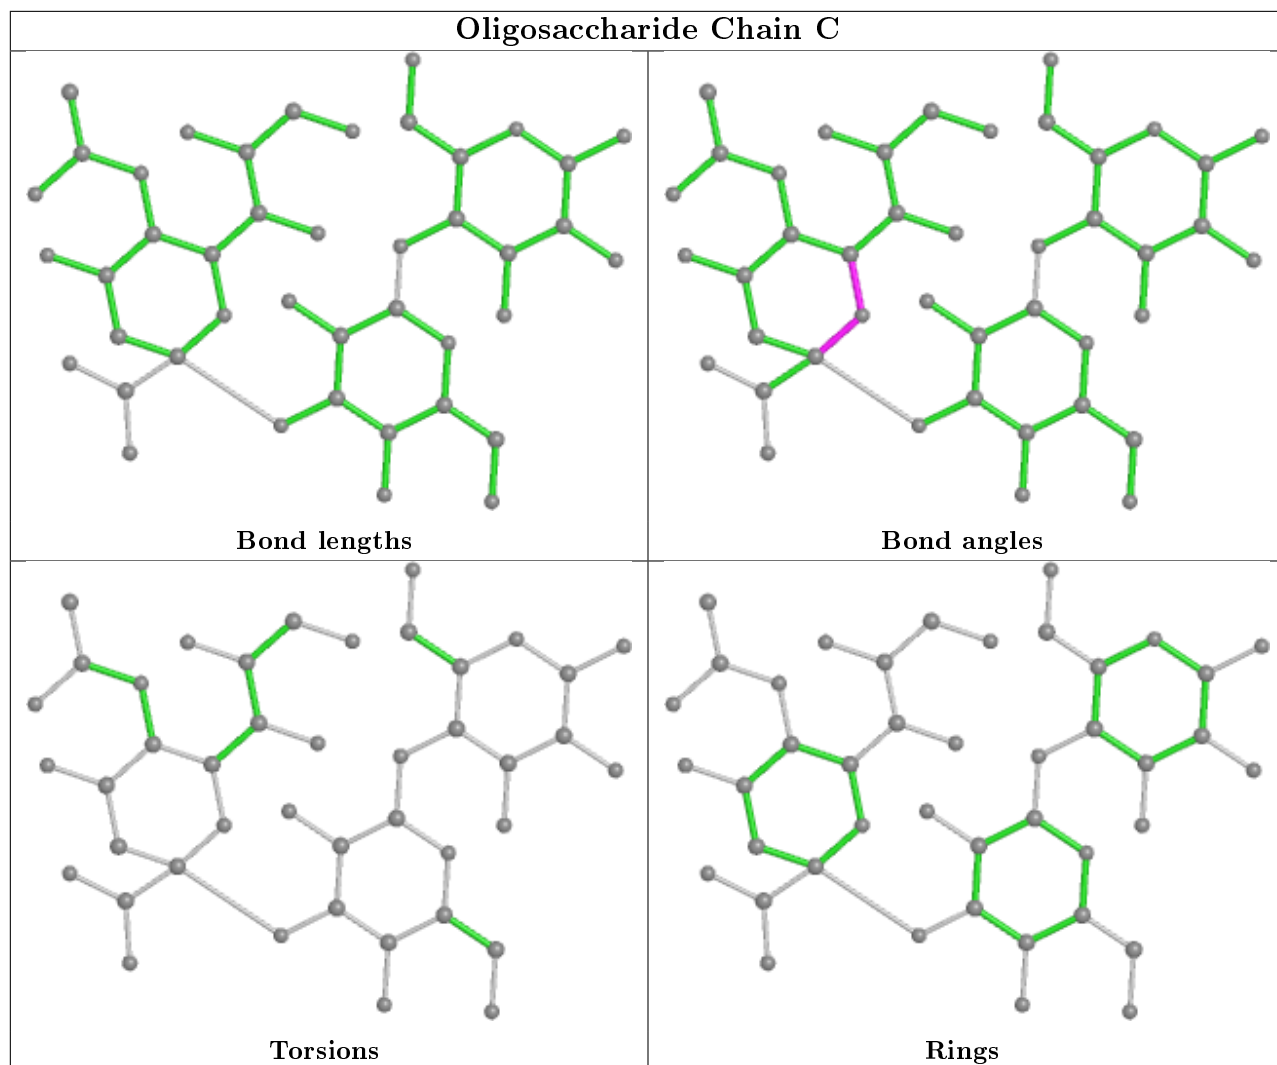 Oligosaccharide Chain C
Bond lengths
Bond angles
Torsions
Rings